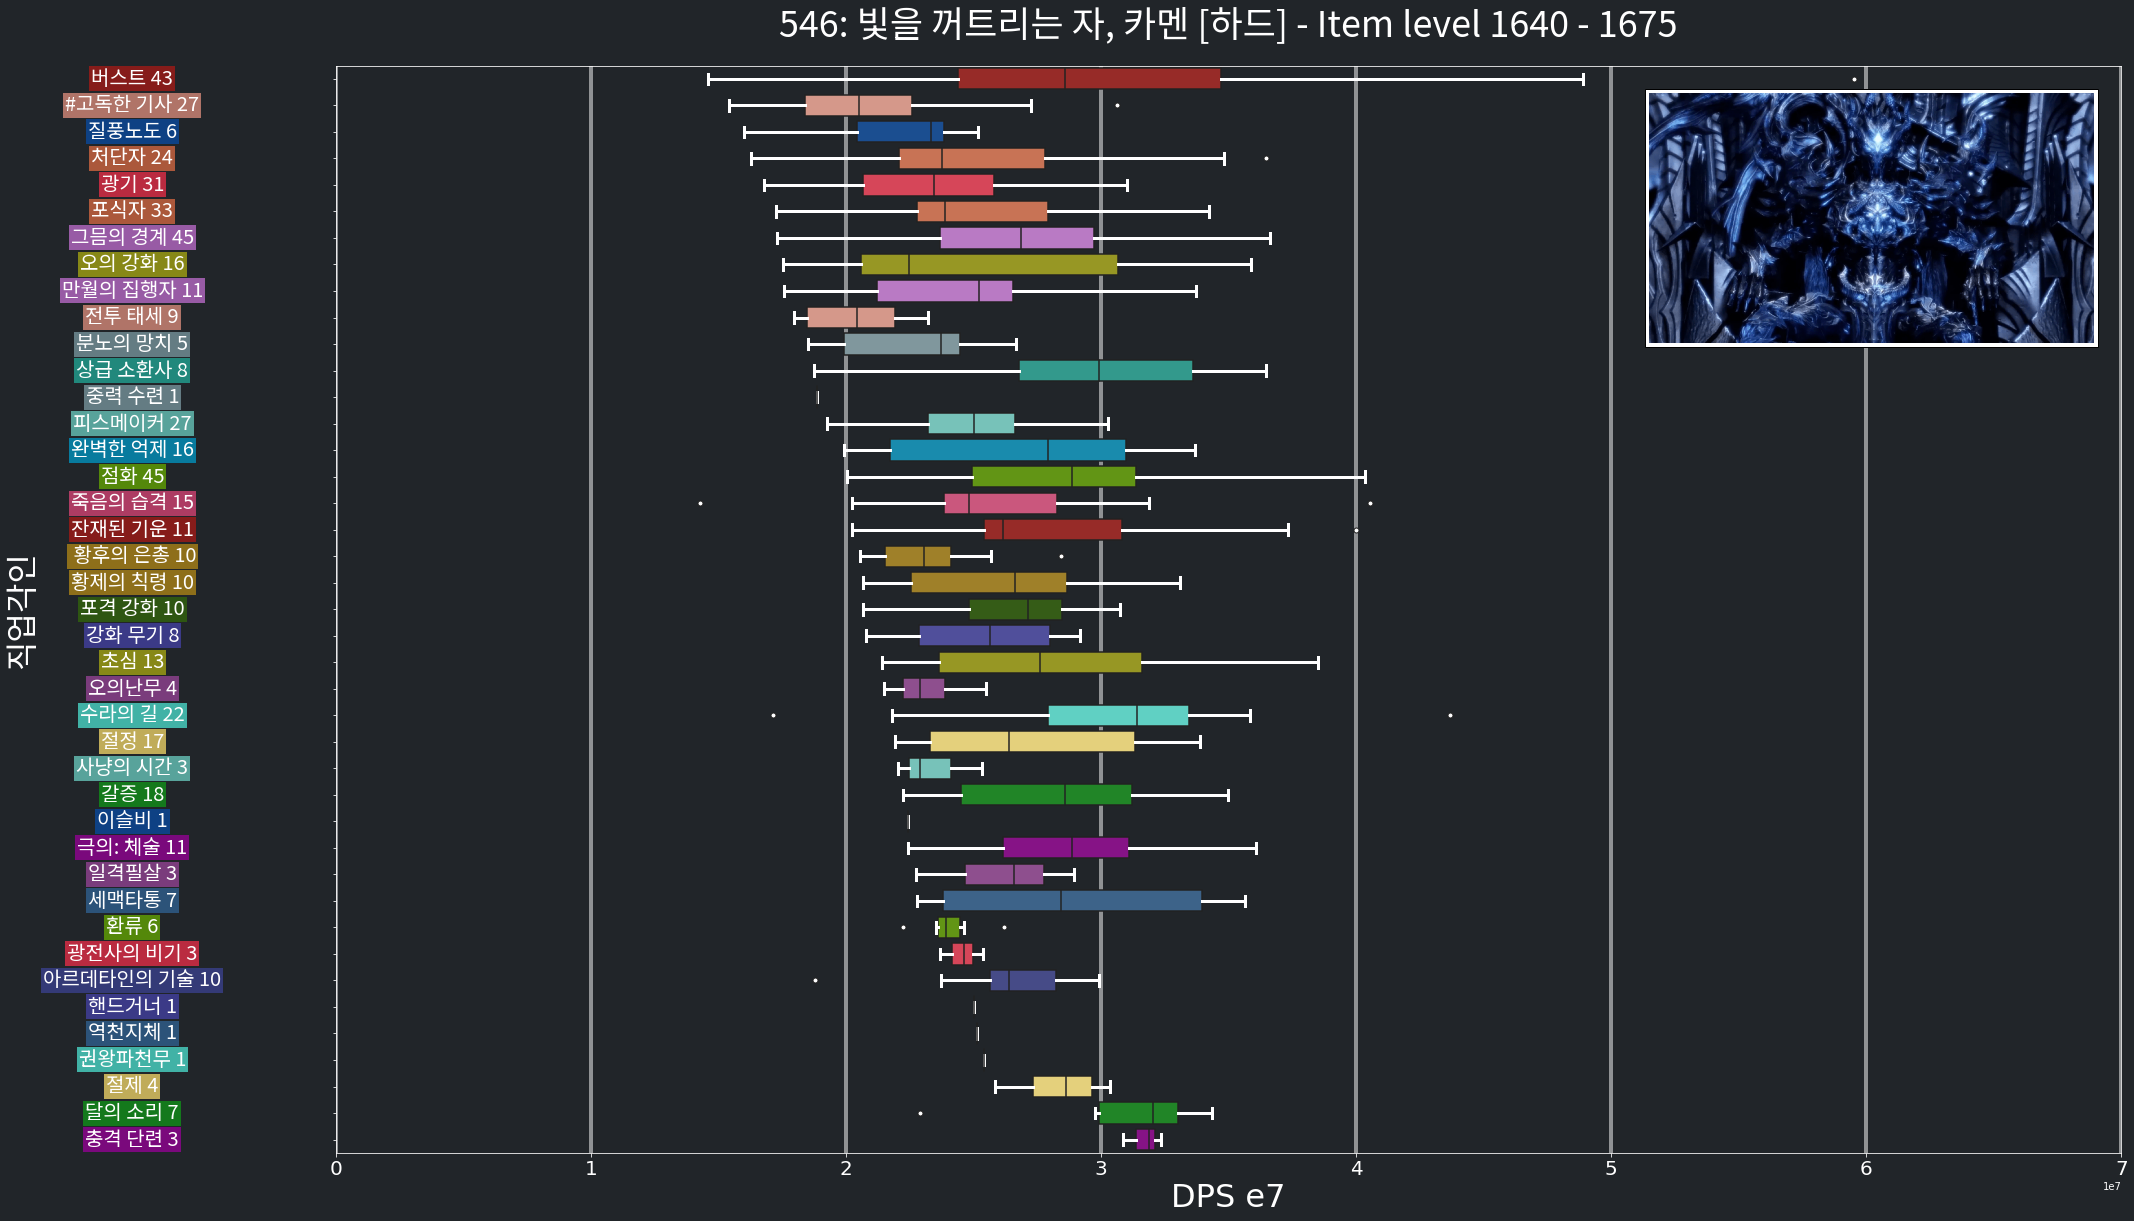 546: 빛을 꺼트리는 자, 카멘 [하드] - Item level 1640 - 1675
버스트 43
#고독한 기사 27
질풍노도 6
처단자 24
광기 31
포식자 33
그믐의 경계 45
오의 강화 16
만월의 집행자 11
전투 태세 9
분노의 망치 5
상급 소환사 8
중력 수련 1
피스메이커 27
완벽한 억제 16
점화 45
죽음의 습격 15
잔재된 기운 11
황후의 은총 10
황제의 칙령 10
포격 강화 10
강화 무기 8
초심 13
오의난무 4
수라의 길 22
절정 17
사냥의 시간 3
갈증 18
이슬비 1
극의: 체술 11
일격필살 3
세맥타통 7
환류 6
광전사의 비기 3
아르데타인의 기술 10
핸드거너 1
역천지체 1
권왕파천무 1
절제 4
달의 소리 7
충격 단련 3
직업각인
0 1 2 3 4 5 6 7
DPS e7
1e7